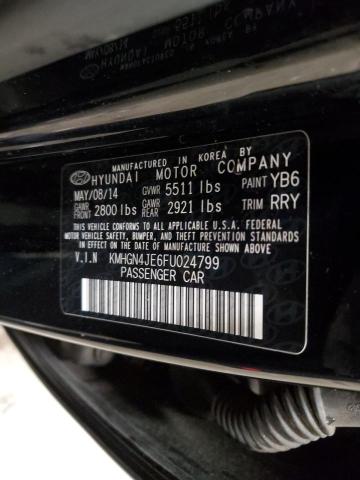 MANUFACTURED IN KOREA BY
HYUNDAI MOTOR COMPANY
MAY/08/14 GVWR 5511 lbs PAINT YB6
GAWR FRONT 2800 lbs GAWR REAR 2921 lbs TRIM RRY
THIS VEHICLE CONFORMS TO ALL APPLICABLE U.S.A. FEDERAL
MOTOR VEHICLE SAFETY, BUMPER, AND THEFT PREVENTION
STANDARDS IN EFFECT ON THE DATE OF MANUFACTURE SHOWN ABOVE.
V.I.N KMHGN4JE6FU024799
PASSENGER CAR